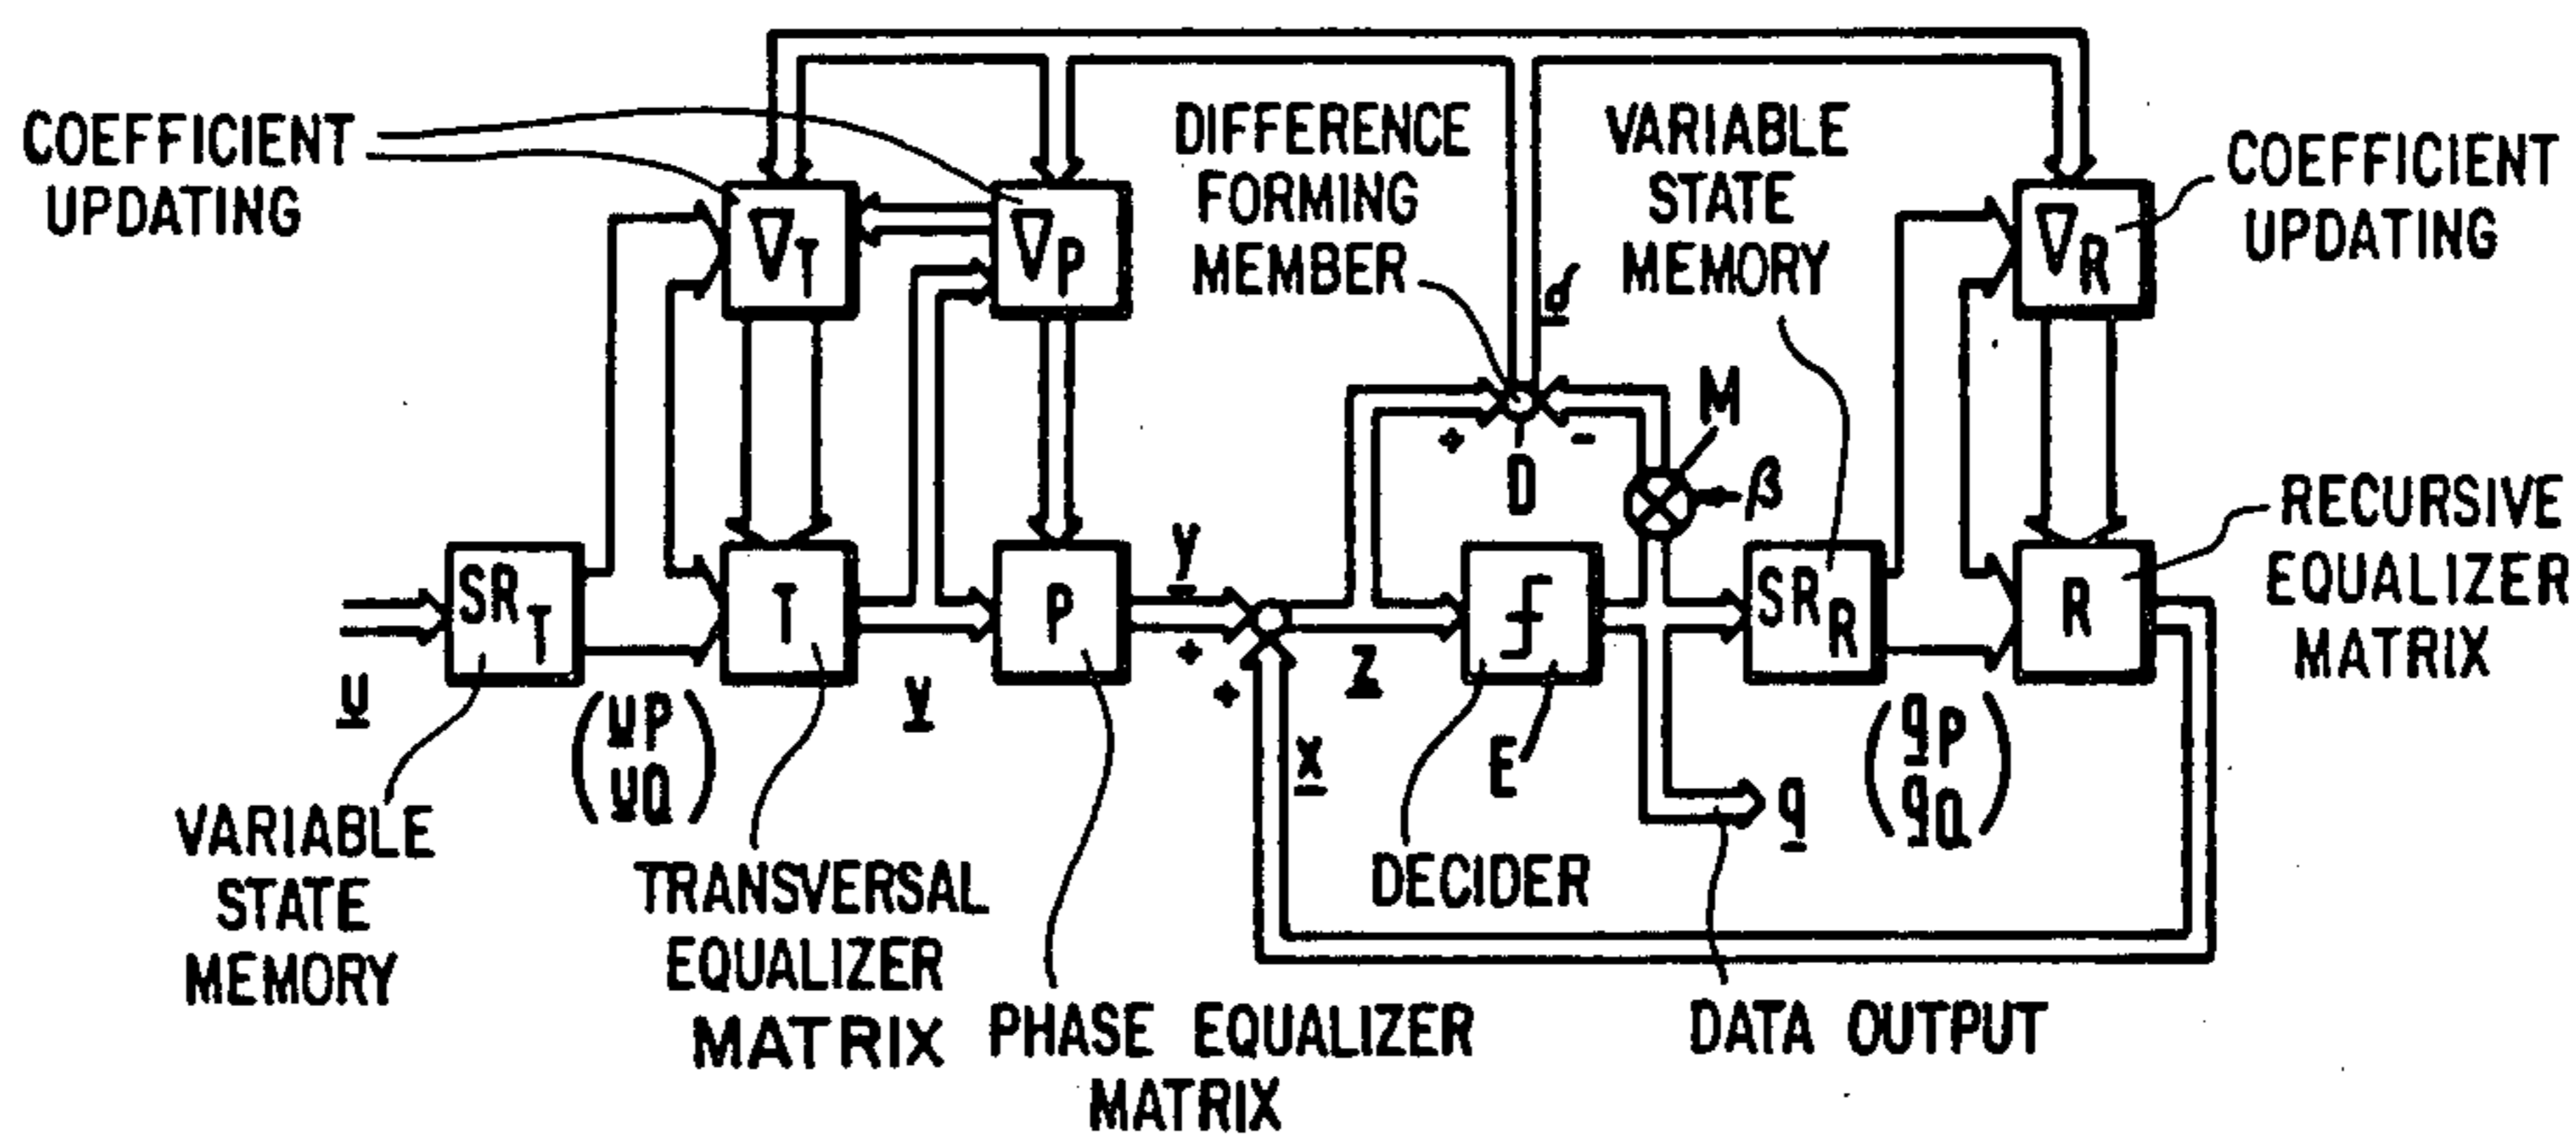 COEFFICIENT
UPDATING
DIFFERENCE
FORMING
MEMBER
VARIABLE
STATE
MEMORY
COEFFICIENT
UPDATING
∇T
∇P
d
∇R
M
+
-
D
β
RECURSIVE
EQUALIZER
MATRIX
SRT
T
P
y
SRR
R
+
+
u
v
z
E
(uP
uQ)
x
q
(qP
qQ)
VARIABLE
STATE
MEMORY
TRANSVERSAL
EQUALIZER
MATRIX
DECIDER
PHASE EQUALIZER
MATRIX
DATA OUTPUT